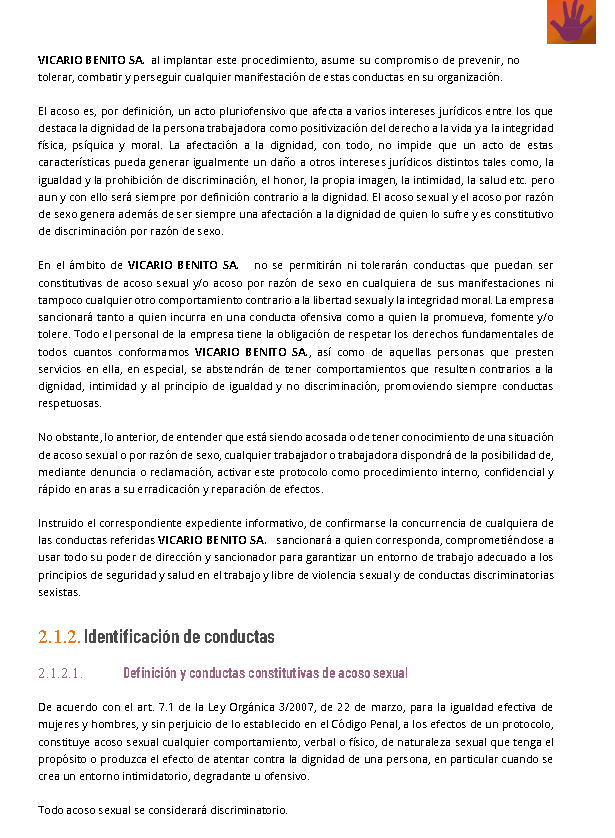 VICARIO BENITO SA. al implantar este procedimiento, asume su compromiso de prevenir, no
tolerar, combatir y perseguir cualquier manifestación de estas conductas en su organización.
El acoso es, por definición, un acto pluriofensivo que afecta a varios intereses jurídicos entre los que
destaca la dignidad de la persona trabajadora como positivización del derecho a la vida y a la integridad
física, psíquica y moral. La afectación a la dignidad, con todo, no impide que un acto de estas
características pueda generar igualmente un daño a otros intereses jurídicos distintos tales como, la
igualdad y la prohibición de discriminación, el honor, la propia imagen, la intimidad, la salud etc. pero
aun y con ello será siempre por definición contrario a la dignidad. El acoso sexual y el acoso por razón
de sexo genera además de ser siempre una afectación a la dignidad de quien lo sufre y es constitutivo
de discriminación por razón de sexo.
En el ámbito de VICARIO BENITO SA. no se permitirán ni tolerarán conductas que puedan ser
constitutivas de acoso sexual y/o acoso por razón de sexo en cualquiera de sus manifestaciones ni
tampoco cualquier otro comportamiento contrario a la libertad sexual y la integridad moral. La empresa
sancionará tanto a quien incurra en una conducta ofensiva como a quien la promueva, fomente y/o
tolere. Todo el personal de la empresa tiene la obligación de respetar los derechos fundamentales de
todos cuantos conformamos VICARIO BENITO SA., así como de aquellas personas que presten
servicios en ella, en especial, se abstendrán de tener comportamientos que resulten contrarios a la
dignidad, intimidad y al principio de igualdad y no discriminación, promoviendo siempre conductas
respetuosas.
No obstante, lo anterior, de entender que está siendo acosada o de tener conocimiento de una situación
de acoso sexual o por razón de sexo, cualquier trabajador o trabajadora dispondrá de la posibilidad de,
mediante denuncia o reclamación, activar este protocolo como procedimiento interno, confidencial y
rápido en aras a su erradicación y reparación de efectos.
Instruido el correspondiente expediente informativo, de confirmarse la concurrencia de cualquiera de
las conductas referidas VICARIO BENITO SA. sancionará a quien corresponda, comprometiéndose a
usar todo su poder de dirección y sancionador para garantizar un entorno de trabajo adecuado a los
principios de seguridad y salud en el trabajo y libre de violencia sexual y de conductas discriminatorias
sexistas.
2.1.2. Identificación de conductas
2.1.2.1. Definición y conductas constitutivas de acoso sexual
De acuerdo con el art. 7.1 de la Ley Orgánica 3/2007, de 22 de marzo, para la igualdad efectiva de
mujeres y hombres, y sin perjuicio de lo establecido en el Código Penal, a los efectos de un protocolo,
constituye acoso sexual cualquier comportamiento, verbal o físico, de naturaleza sexual que tenga el
propósito o produzca el efecto de atentar contra la dignidad de una persona, en particular cuando se
crea un entorno intimidatorio, degradante u ofensivo.
Todo acoso sexual se considerará discriminatorio.